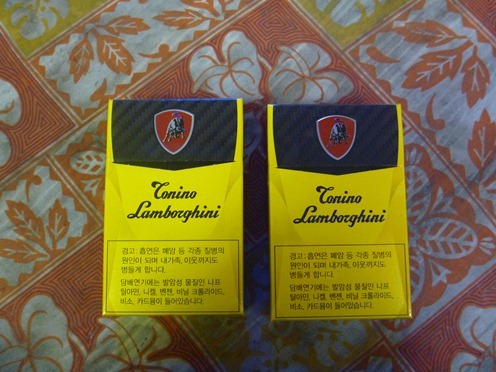 Tonino
Lamborghini
경고 : 흡연은 폐암 등 각종 질병의
원인이 되며 내가족, 이웃까지도
병들게 합니다.
담배연기에는 발암성 물질인 나프
틸아민, 니켈, 벤젠, 비닐 크롤라이드,
비소, 카드뮴이 들어있습니다.
Tonino
Lamborghini
경고 : 흡연은 폐암 등 각종 질병의
원인이 되며 내가족, 이웃까지도
병들게 합니다.
담배연기에는 발암성 물질인 나프
틸아민, 니켈, 벤젠, 비닐 크롤라이드,
비소, 카드뮴이 들어있습니다.